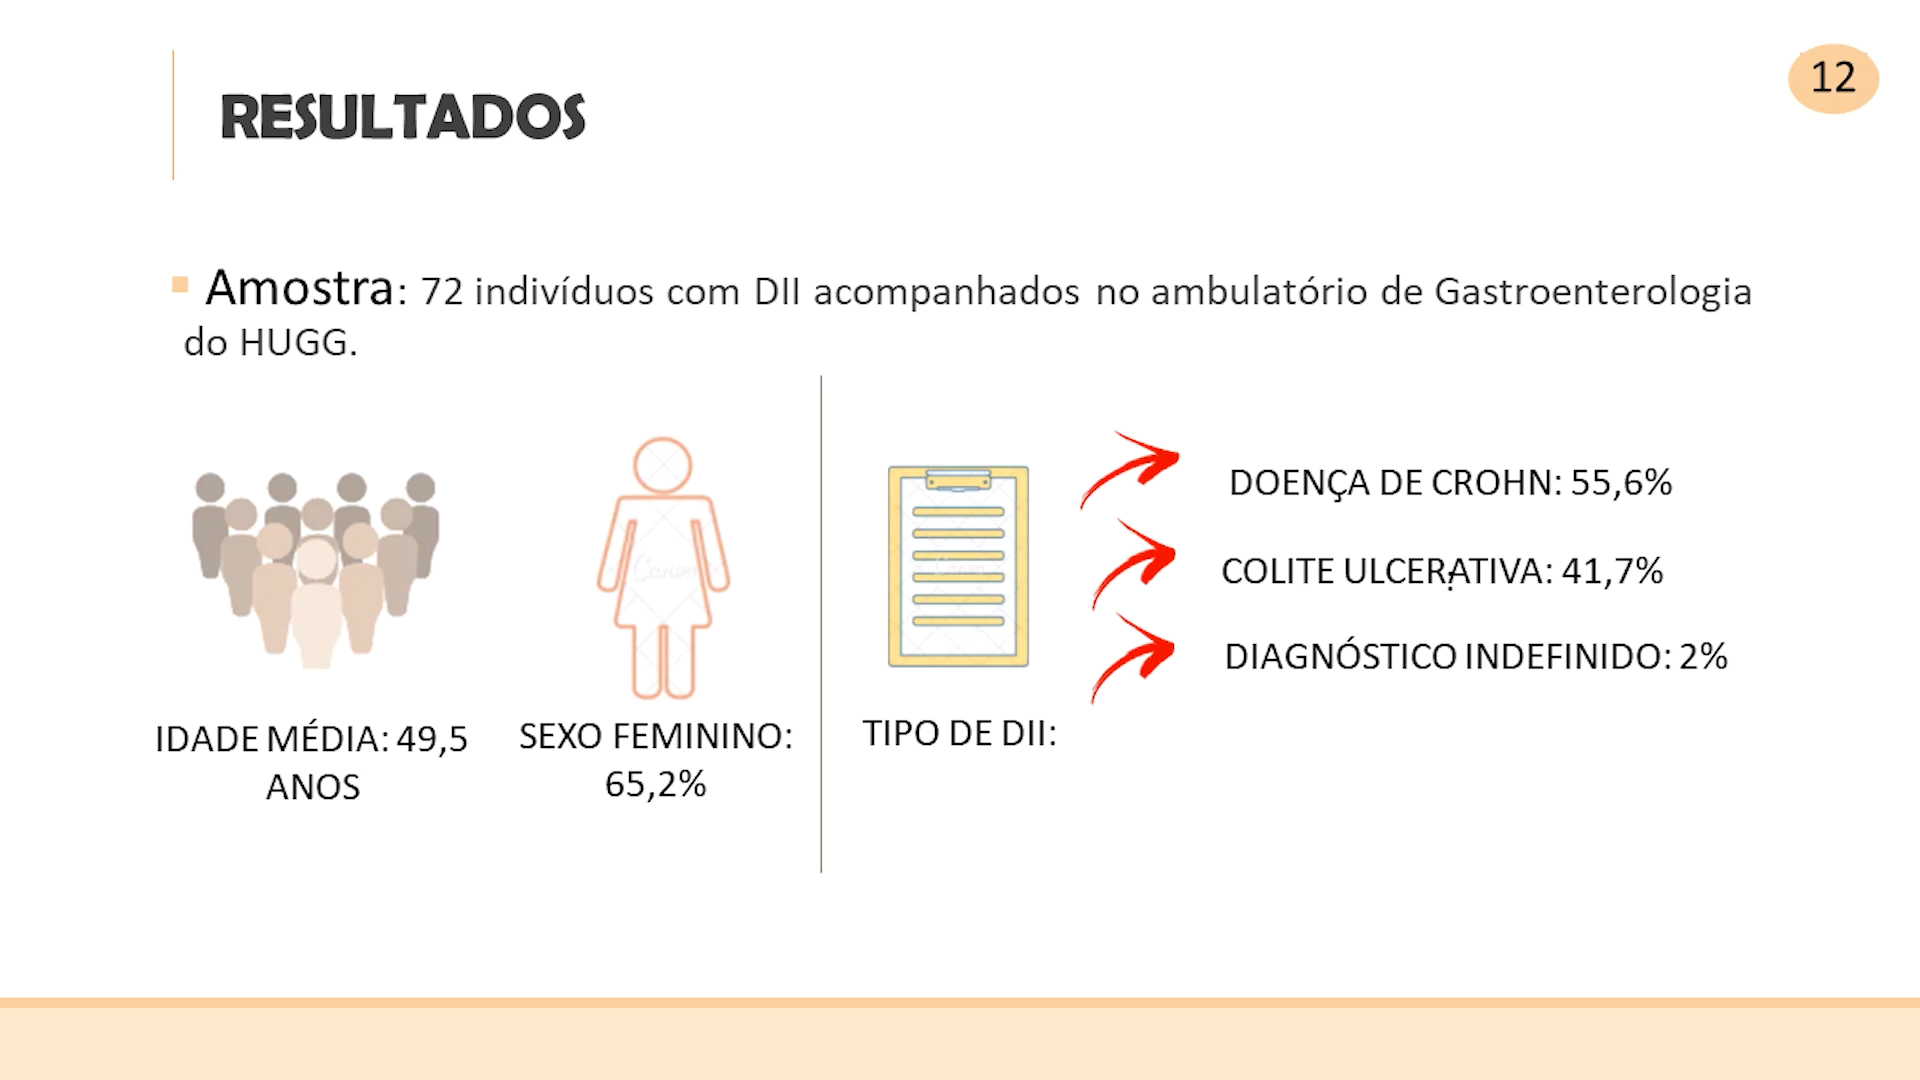 RESULTADOS
12
Amostra: 72 indivíduos com DII acompanhados no ambulatório de Gastroenterologia
do HUGG.
DOENÇA DE CROHN: 55,6%
COLITE ULCERATIVA: 41,7%
DIAGNÓSTICO INDEFINIDO: 2%
IDADE MÉDIA: 49,5
ANOS
SEXO FEMININO:
65,2%
TIPO DE DII:
Canva